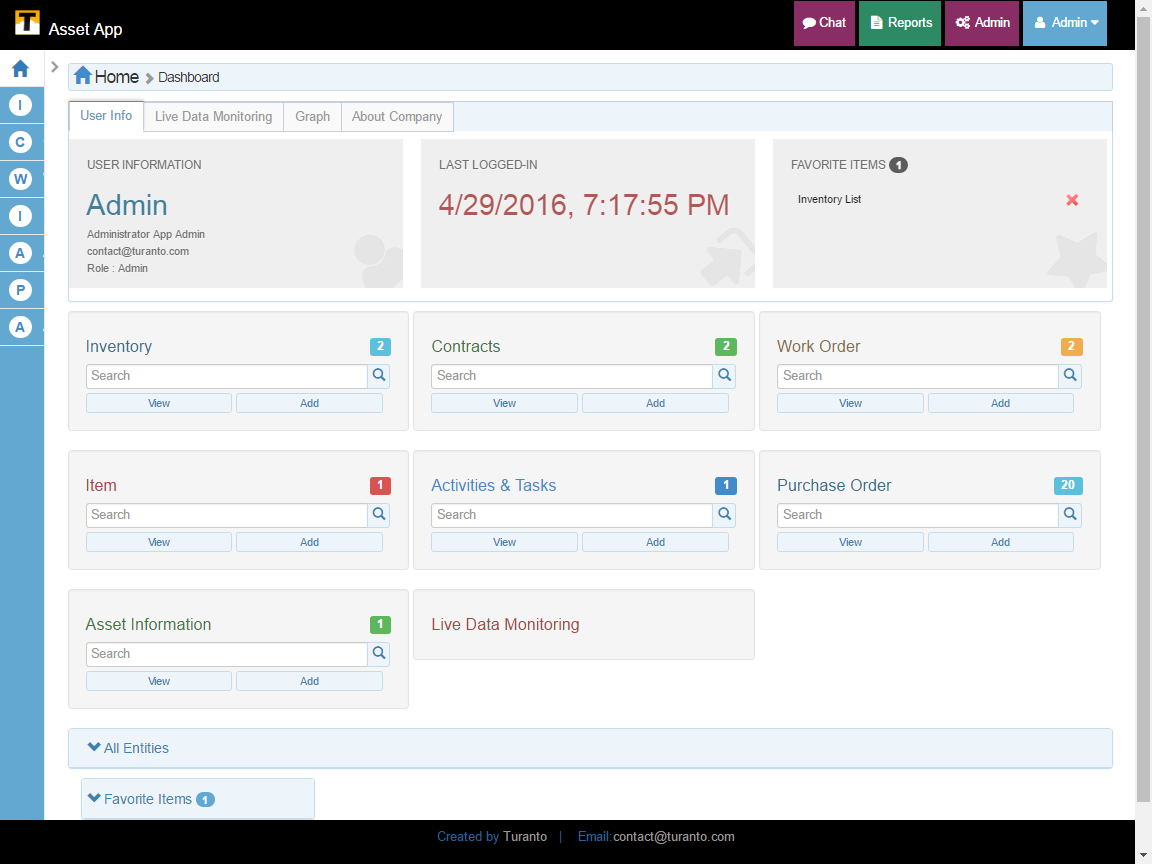 T
Asset App
Chat
Reports
Admin
Admin
Home
Dashboard
I
C
W
I
A
P
A
User Info
Live Data Monitoring
Graph
About Company
USER INFORMATION
Admin
Administrator App Admin
contact@turanto.com
Role : Admin
LAST LOGGED-IN
4/29/2016, 7:17:55 PM
FAVORITE ITEMS 1
Inventory List
Inventory 2
Search
View Add
Contracts 2
Search
View Add
Work Order 2
Search
View Add
Item 1
Search
View Add
Activities & Tasks 1
Search
View Add
Purchase Order 20
Search
View Add
Asset Information 1
Search
View Add
Live Data Monitoring
All Entities
Favorite Items 1
Created by Turanto | Email:contact@turanto.com